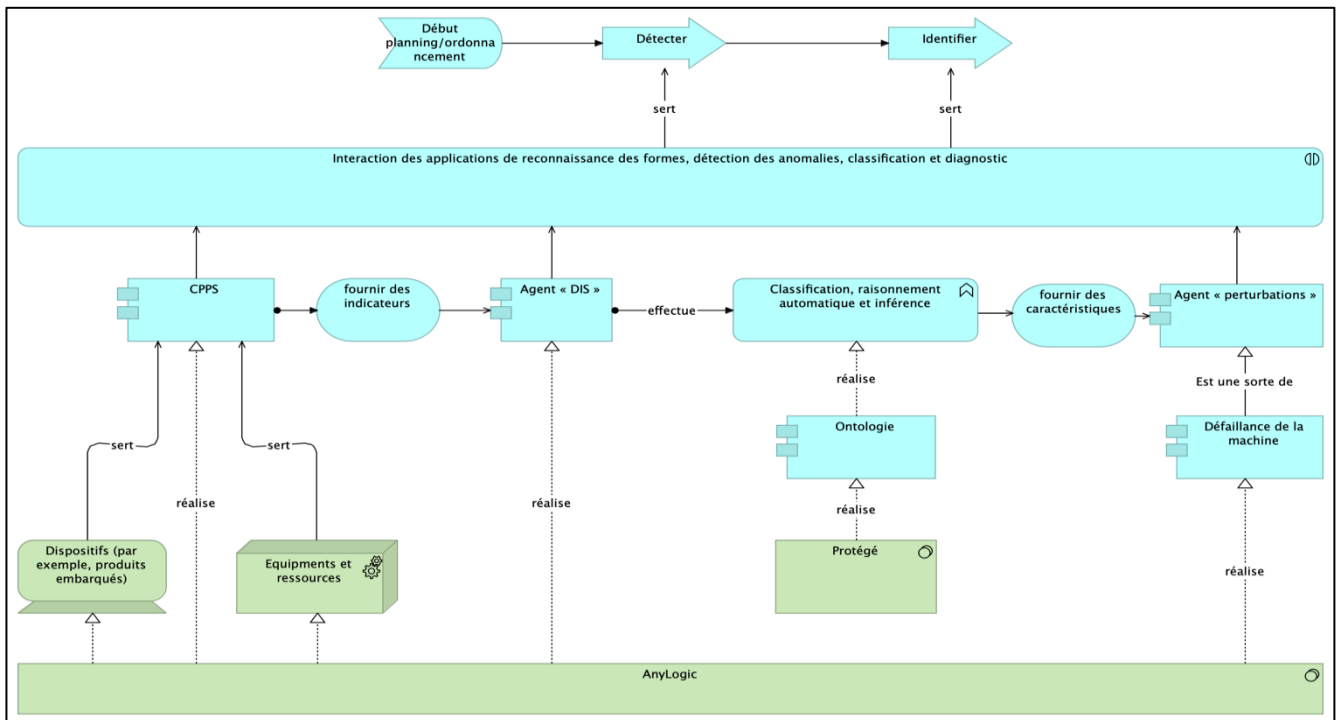 Début
planning/ordonna
ncement
Détecter
Identifier
sert
sert
Interaction des applications de reconnaissance des formes, détection des anomalies, classification et diagnostic
CPPS
fournir des
indicateurs
Agent « DIS »
effectue
Classification, raisonnement
automatique et inférence
fournir des
caractéristiques
Agent « perturbations »
réalise
Est une sorte de
sert
sert
Ontologie
Défaillance de la
machine
réalise
réalise
réalise
Dispositifs (par
exemple, produits
embarqués)
Equipments et
ressources
Protégé
réalise
AnyLogic